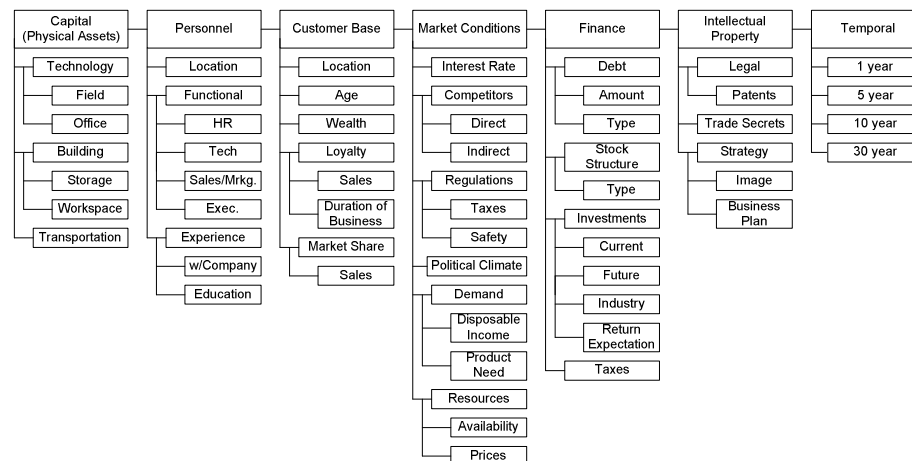 Capital
(Physical Assets)
Technology
Field
Office
Building
Storage
Workspace
Transportation
Personnel
Location
Functional
HR
Tech
Sales/Mrkg.
Exec.
Experience
w/Company
Education
Customer Base
Location
Age
Wealth
Loyalty
Sales
Duration of
Business
Market Share
Sales
Market Conditions
Interest Rate
Competitors
Direct
Indirect
Regulations
Taxes
Safety
Political Climate
Demand
Disposable
Income
Product
Need
Resources
Availability
Prices
Finance
Debt
Amount
Type
Stock
Structure
Type
Investments
Current
Future
Industry
Return
Expectation
Taxes
Intellectual
Property
Legal
Patents
Trade Secrets
Strategy
Image
Business
Plan
Temporal
1 year
5 year
10 year
30 year